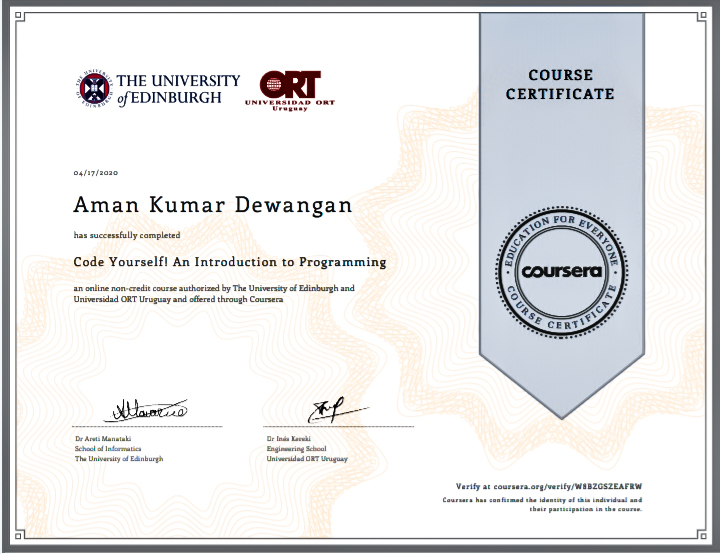 THE UNIVERSITY
of EDINBURGH
ORT
UNIVERSIDAD ORT
Uruguay
COURSE
CERTIFICATE
04/17/2020
Aman Kumar Dewangan
has successfully completed
Code Yourself! An Introduction to Programming
an online non-credit course authorized by The University of Edinburgh and
Universidad ORT Uruguay and offered through Coursera
EDUCATION FOR EVERYONE
coursera
COURSE CERTIFICATE
Dr Areti Manataki
School of Informatics
The University of Edinburgh
Dr Inés Kereki
Engineering School
Universidad ORT Uruguay
Verify at coursera.org/verify/W8BZGSZEAFRW
Coursera has confirmed the identity of this individual and
their participation in the course.